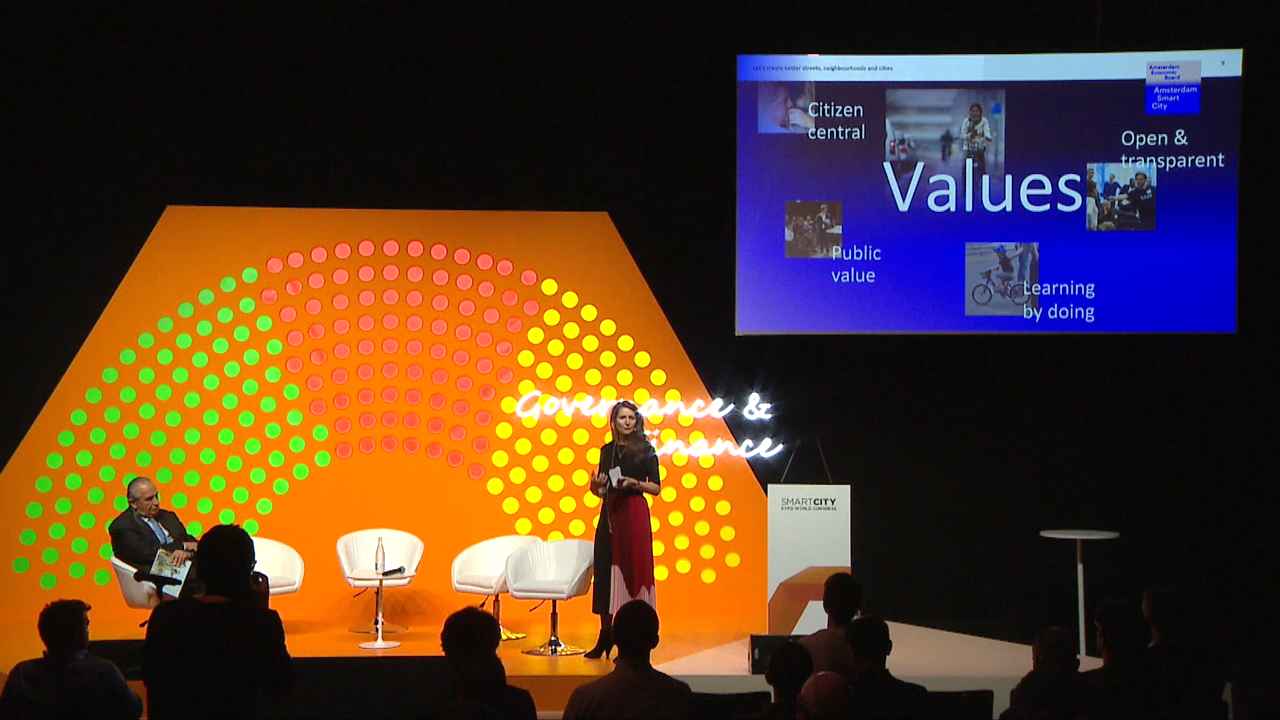 Let's create better streets, neighbourhoods and cities
9
Amsterdam
Economic
Board
Amsterdam
Smart
City
Citizen
central
Open &
transparent
Values
Public
value
Learning
by doing
Governance &
Finance
SMARTCITY
EXPO WORLD CONGRESS